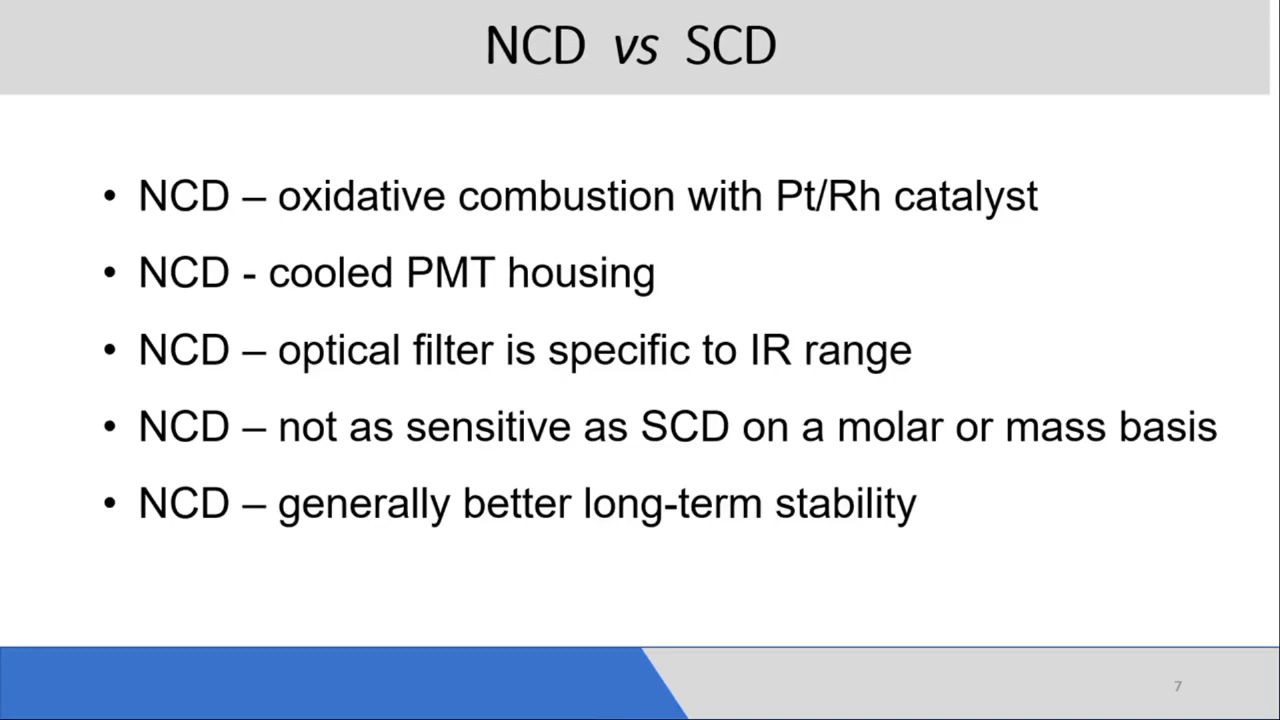 NCD vs SCD
• NCD – oxidative combustion with Pt/Rh catalyst
• NCD - cooled PMT housing
• NCD – optical filter is specific to IR range
• NCD – not as sensitive as SCD on a molar or mass basis
• NCD – generally better long-term stability
7